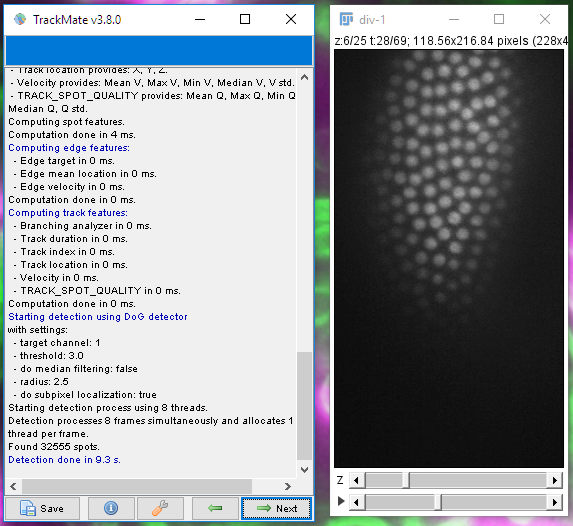 TrackMate v3.8.0
- Track location provides: X, Y, Z.
- Velocity provides: Mean V, Max V, Min V, Median V, V std.
- TRACK_SPOT_QUALITY provides: Mean Q, Max Q, Min Q
Median Q, Q std.
Computing spot features.
Computation done in 4 ms.
Computing edge features:
- Edge target in 0 ms.
- Edge mean location in 0 ms.
- Edge velocity in 0 ms.
Computation done in 0 ms.
Computing track features:
- Branching analyzer in 0 ms.
- Track duration in 0 ms.
- Track index in 0 ms.
- Track location in 0 ms.
- Velocity in 0 ms.
- TRACK_SPOT_QUALITY in 0 ms.
Computation done in 0 ms.
Starting detection using DoG detector
with settings:
- target channel: 1
- threshold: 3.0
- do median filtering: false
- radius: 2.5
- do subpixel localization: true
Starting detection process using 8 threads.
Detection processes 8 frames simultaneously and allocates 1
thread per frame.
Found 32555 spots.
Detection done in 9.3 s.
Save
Next
div-1
z:6/25 t:28/69; 118.56x216.84 pixels (228x4
z